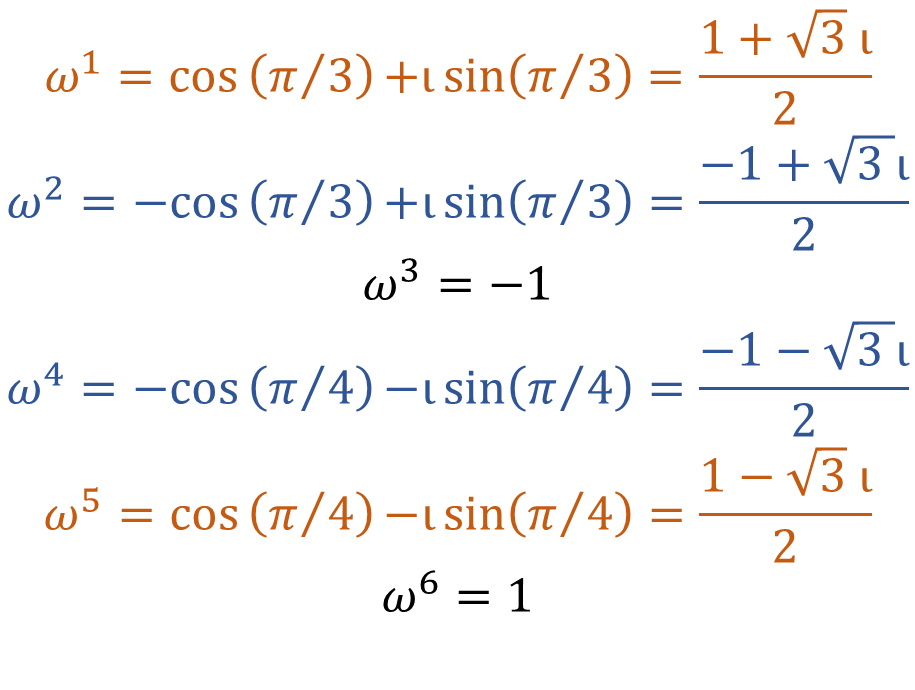 ω¹ = cos (π/3) +ι sin(π/3) = (1 + √3 ι)/2
ω² = −cos (π/3) +ι sin(π/3) = (−1 + √3 ι)/2
ω³ = −1
ω⁴ = −cos (π/4) −ι sin(π/4) = (−1 − √3 ι)/2
ω⁵ = cos (π/4) −ι sin(π/4) = (1 − √3 ι)/2
ω⁶ = 1